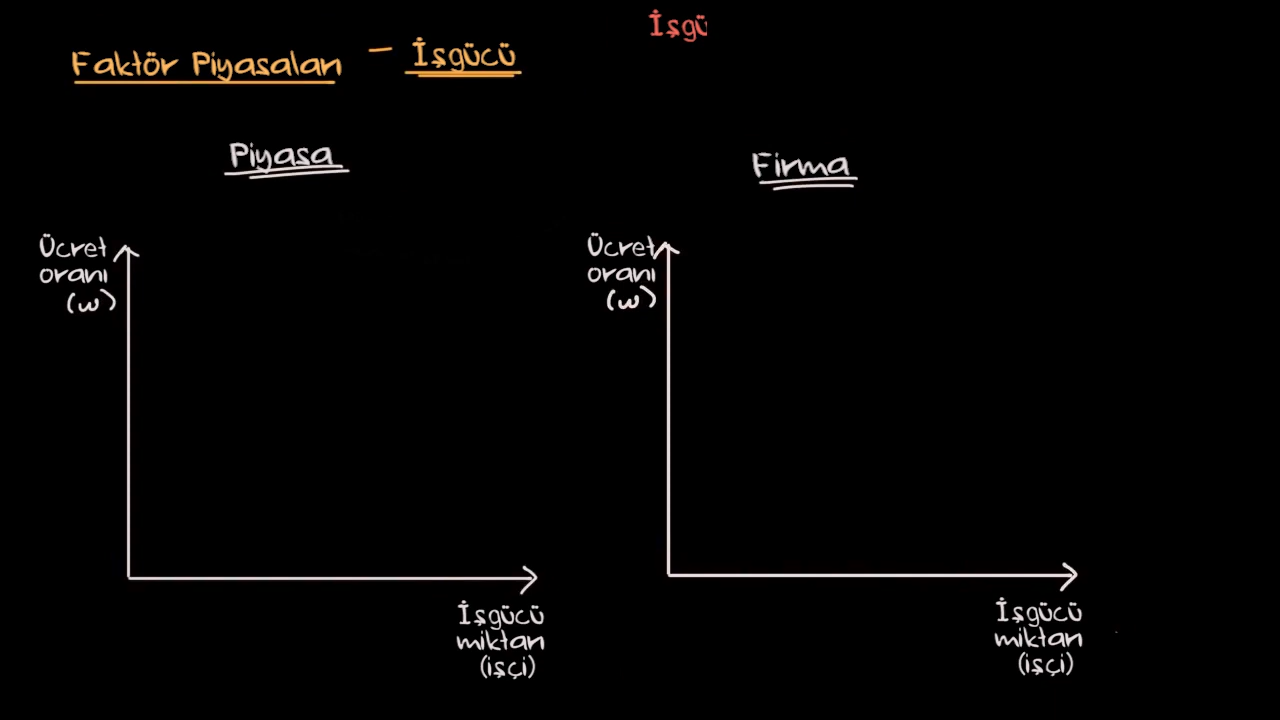 İşgü
Faktör Piyasaları - İşgücü
Piyasa
Firma
Ücret
oranı
(w)
Ücret
oranı
(w)
İşgücü
miktarı
(işçi)
İşgücü
miktarı
(işçi)